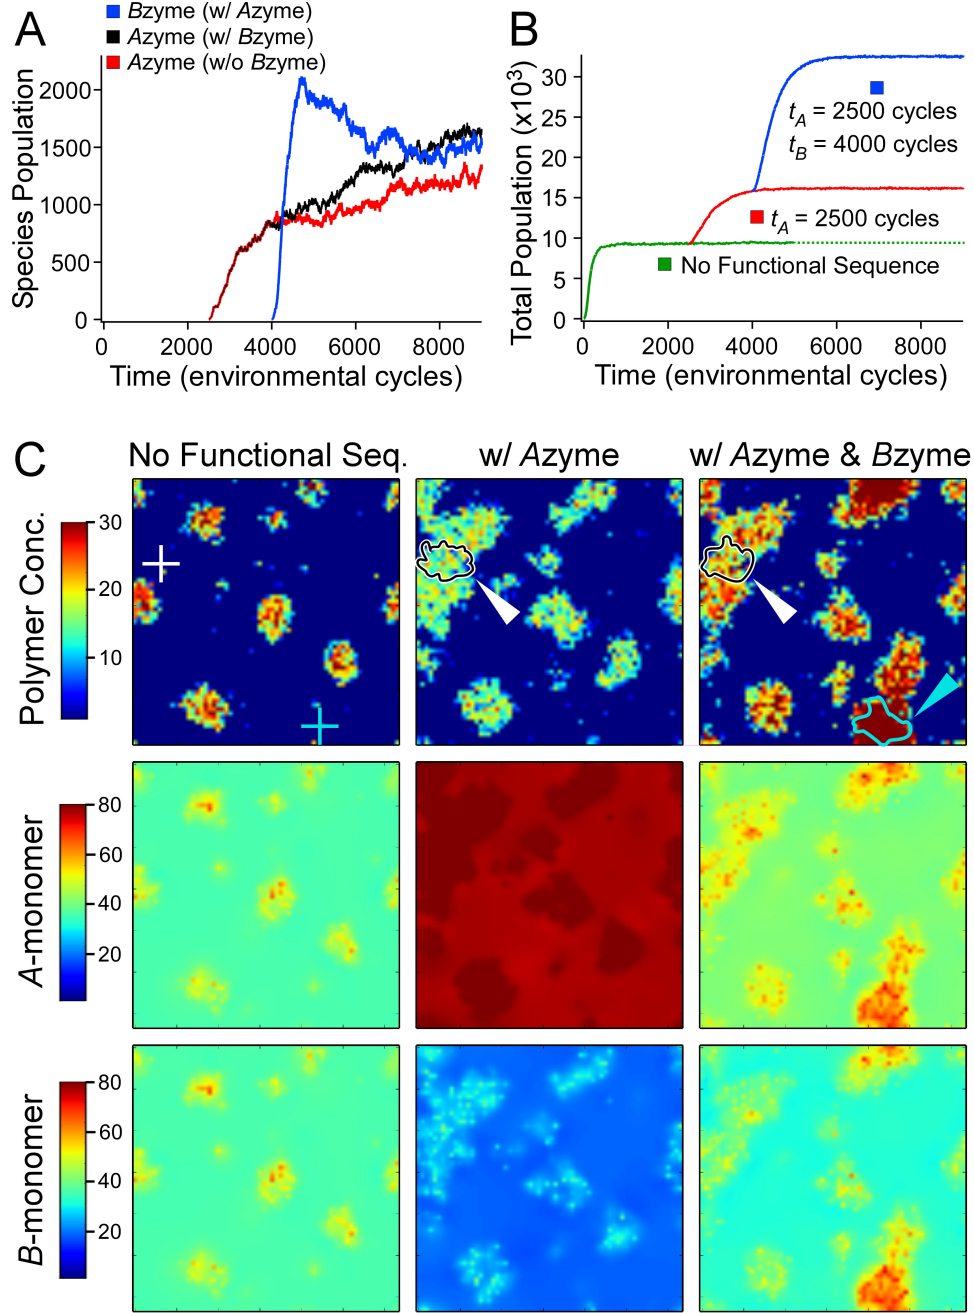 A
Bzyme (w/ Azyme)
Azyme (w/ Bzyme)
Azyme (w/o Bzyme)
Species Population
2000
1500
1000
500
0
0 2000 4000 6000 8000
Time (environmental cycles)
B
Total Population (x10³)
30
25
20
15
10
5
0
tA = 2500 cycles
tB = 4000 cycles
tA = 2500 cycles
No Functional Sequence
0 2000 4000 6000 8000
Time (environmental cycles)
C
No Functional Seq.
w/ Azyme
w/ Azyme & Bzyme
Polymer Conc.
30
20
10
A-monomer
80
60
40
20
B-monomer
80
60
40
20